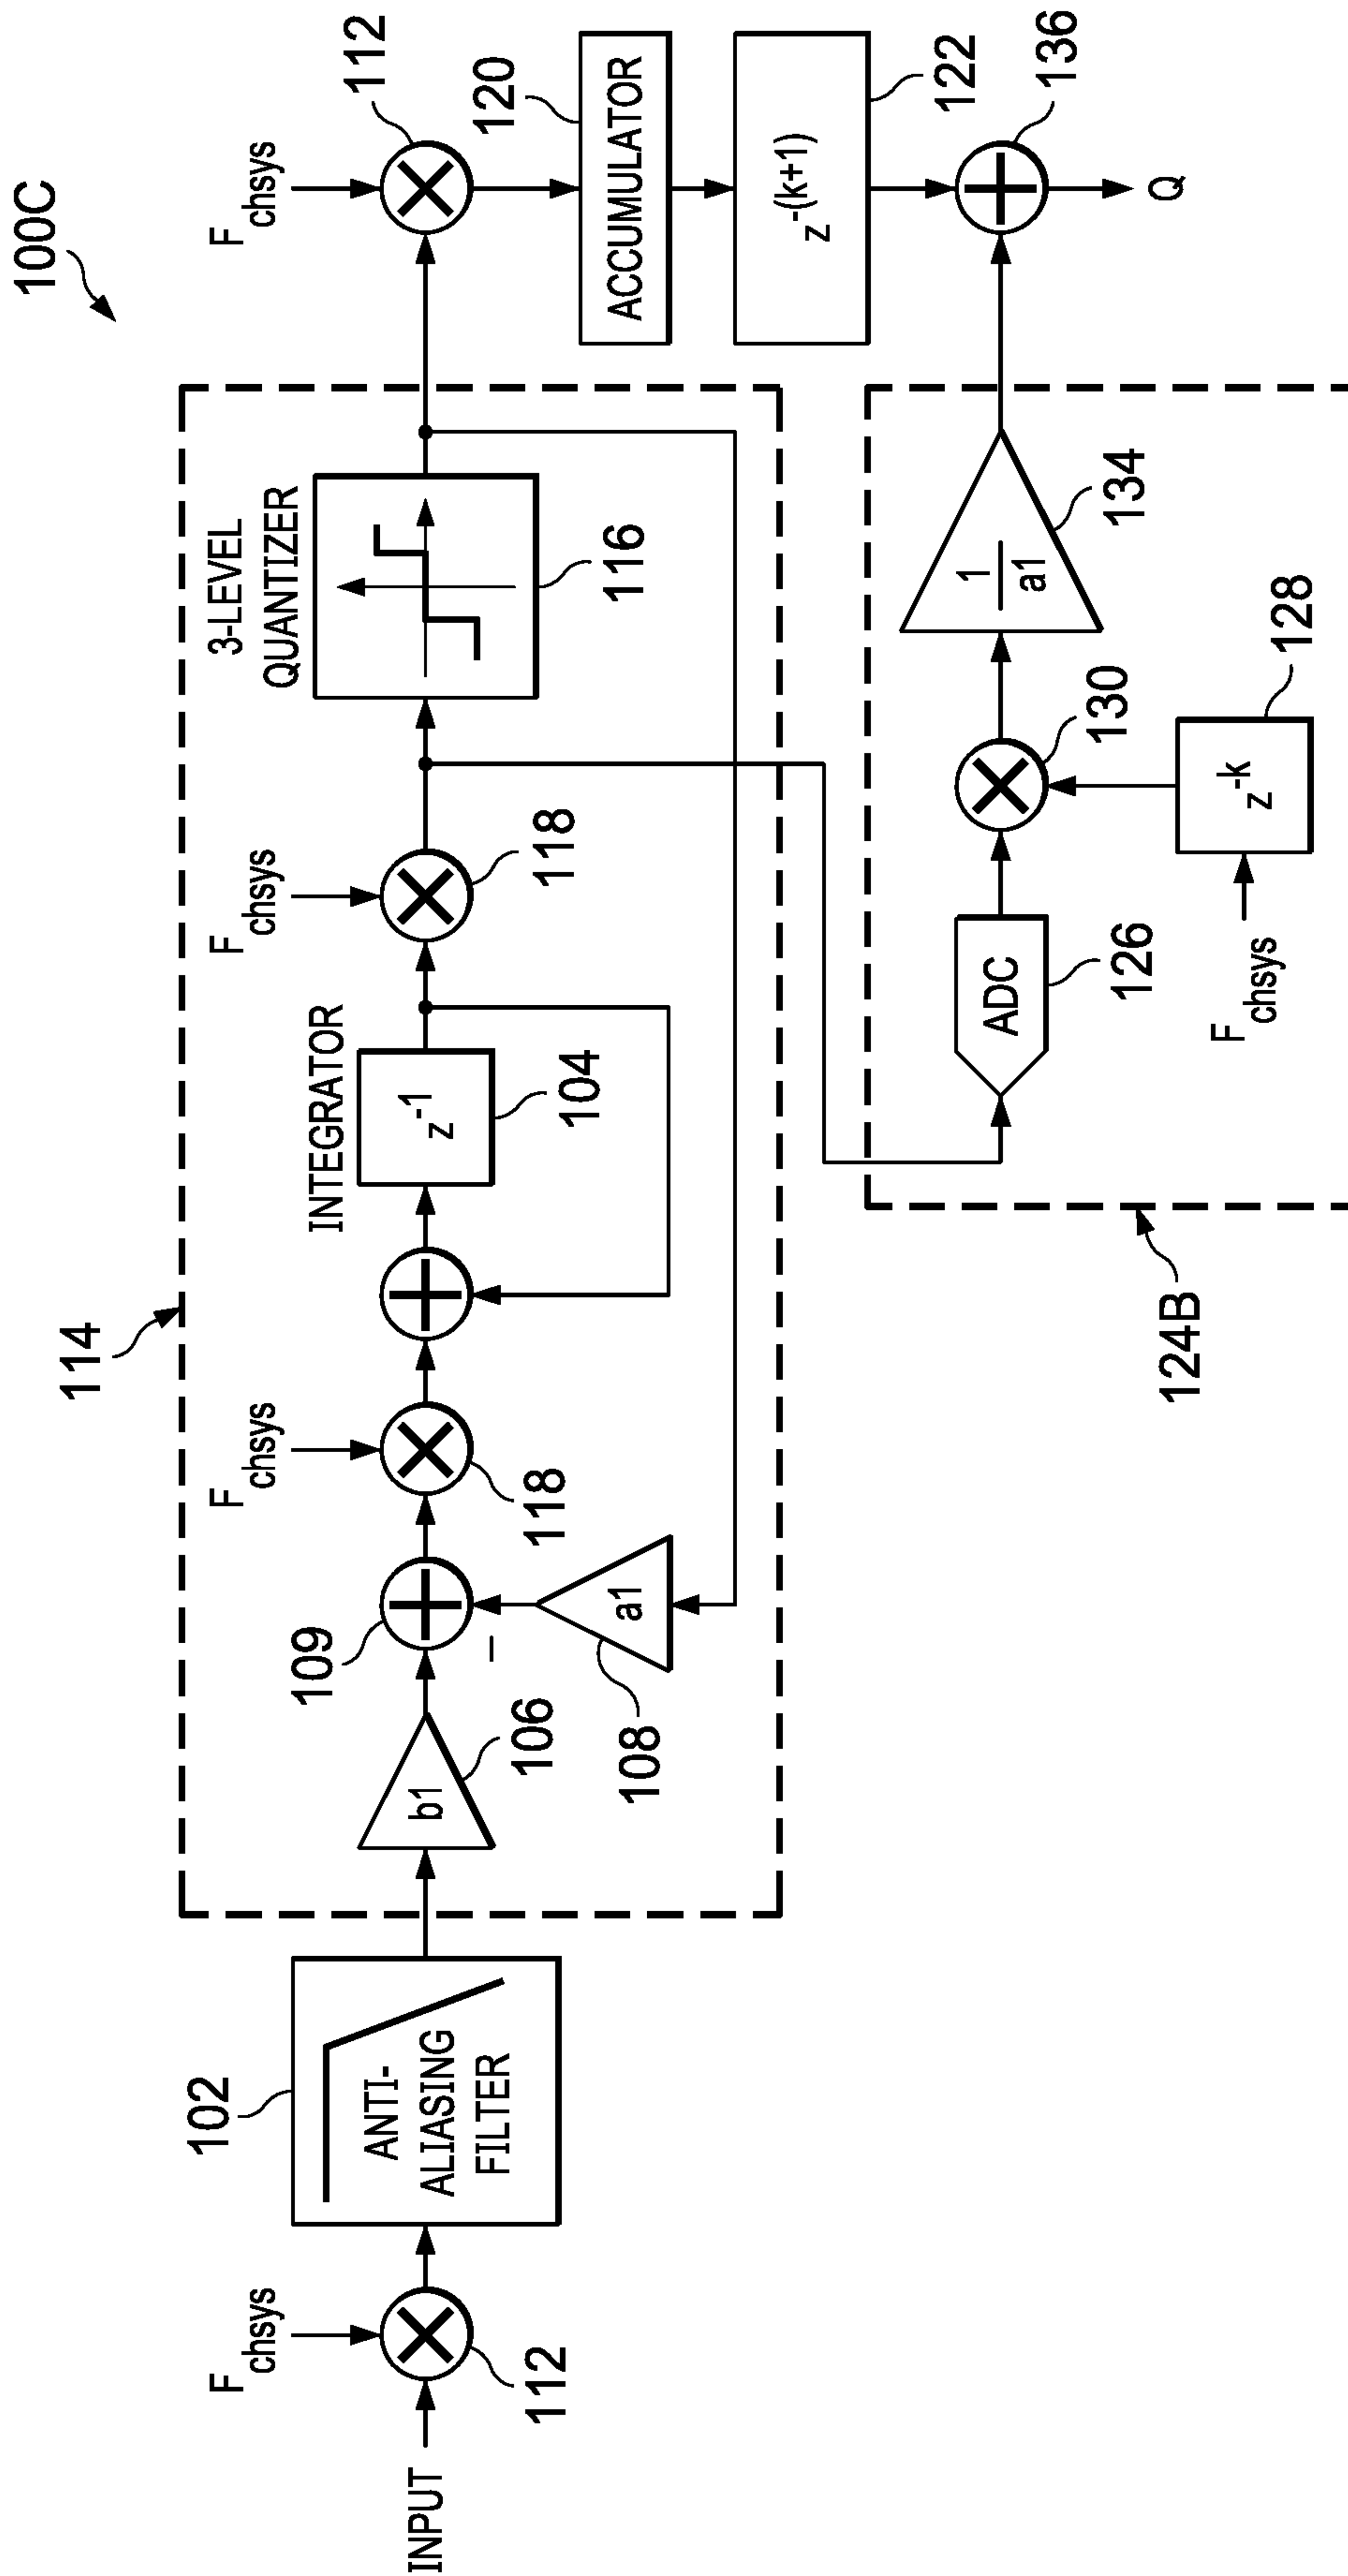 100C
114
F chsys
F chsys
F chsys
F chsys
INPUT
112
102
ANTI-
ALIASING
FILTER
b1
106
109
–
a1
108
118
INTEGRATOR
z-1
104
118
3-LEVEL
QUANTIZER
116
112
120
ACCUMULATOR
z-(k+1)
122
136
Q
124B
ADC
126
130
F chsys
z-k
128
1
a1
134